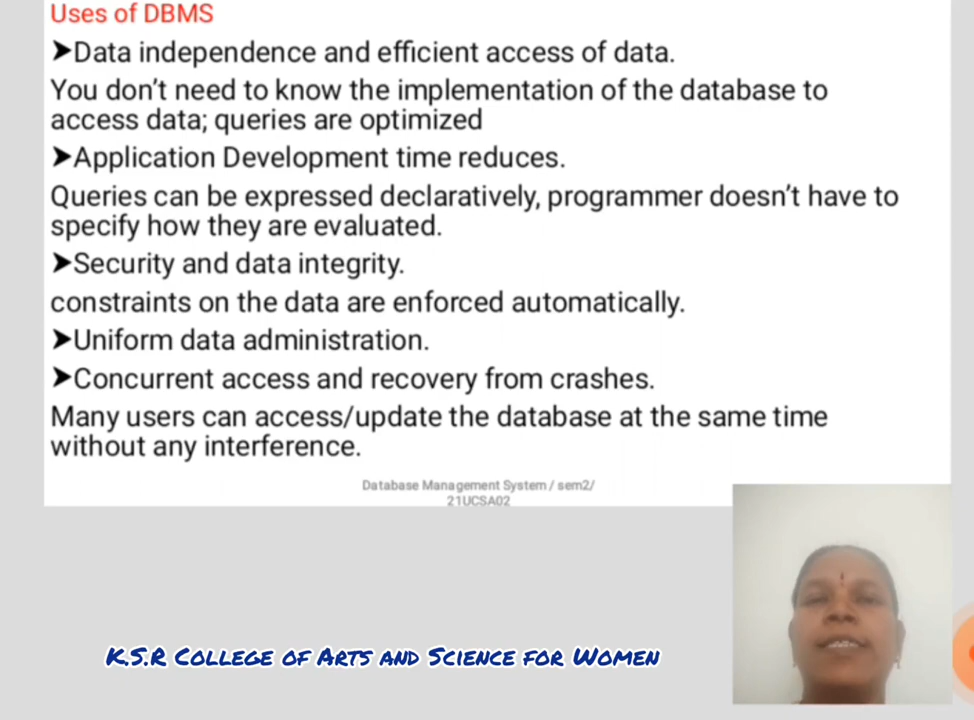 Uses of DBMS
➤Data independence and efficient access of data.
You don't need to know the implementation of the database to
access data; queries are optimized
➤Application Development time reduces.
Queries can be expressed declaratively, programmer doesn't have to
specify how they are evaluated.
➤Security and data integrity.
constraints on the data are enforced automatically.
➤Uniform data administration.
➤Concurrent access and recovery from crashes.
Many users can access/update the database at the same time
without any interference.
Database Management System / sem2/
21UCSA02
K.S.R College of Arts and Science for Women